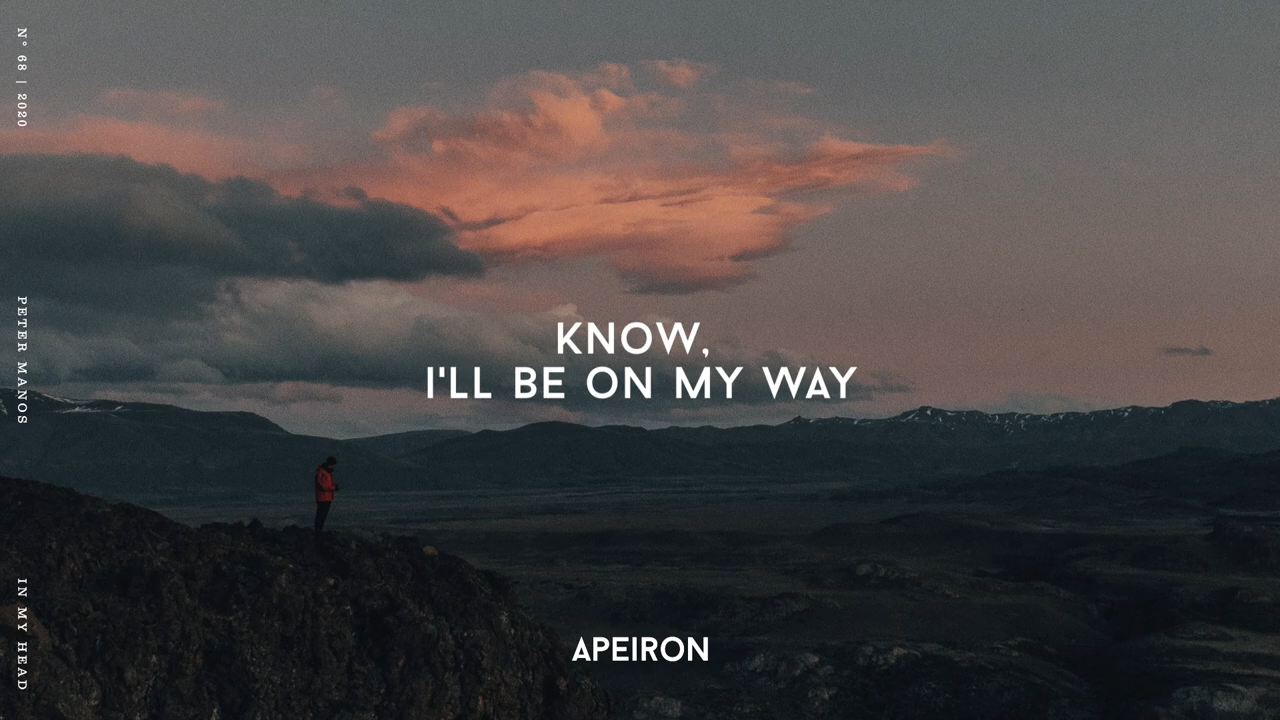 N° 68 | 2020
PETER MANOS
IN MY HEAD
KNOW,
I'LL BE ON MY WAY
APEIRON